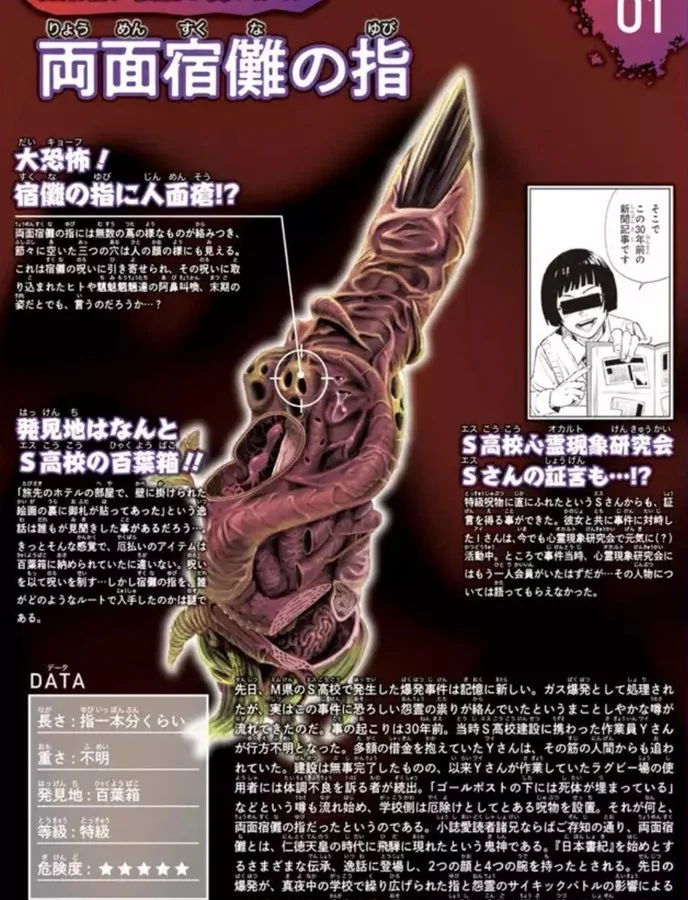 01
両面宿儺の指
大恐怖！
宿儺の指に人面瘡!?
両面宿儺の指には無数の蔦の様なものが絡みつき、
節々に空いた三つの穴は人の顔の様にも見える。
これは宿儺の呪いに引き寄せられ、その呪いに取
り込まれたヒトや魑魅魍魎達の阿鼻叫喚、末期の
姿だとでも、言うのだろうか…？
そこで
この30年前の
新聞記事です
発見地はなんと
S高校の百葉箱!!
「旅先のホテルの部屋で、壁に掛けられた
絵画の裏に御札が貼ってあった」という逸
話は誰もが見聞きした事があるだろう…。
きっとそんな感覚で、厄払いのアイテムは
百葉箱に納められていたに違いない。呪い
を以て呪いを制す…しかし宿儺の指を、誰
がどのようなルートで入手したのかは謎で
ある。
S高校心霊現象研究会
Sさんの証言も…!?
特級呪物に直にふれたというSさんからも、証
言を得る事ができた。彼女と共に事件に対峙し
たIさんは、今でも心霊現象研究会で元気に（？）
活動中。ところで事件当時、心霊現象研究会に
はもう一人会員がいたはずだが…その人物につ
いては語ってもらえなかった。
DATA
長さ：指一本分くらい
重さ：不明
発見地：百葉箱
等級：特級
危険度：★★★★★
先日、M県のS高校で発生した爆発事件は記憶に新しい。ガス爆発として処理され
たが、実はこの事件に恐ろしい怨霊の祟りが絡んでいたというまことしやかな噂が
流れてきたのだ。事の起こりは30年前。当時S高校建設に携わった作業員Yさん
が行方不明となった。多額の借金を抱えていたYさんは、その筋の人間からも追わ
れていた。建設は無事完了したものの、以来Yさんが作業していたラグビー場の使
用者には体調不良を訴る者が続出。「ゴールポストの下には死体が埋まっている」
などという噂も流れ始め、学校側は厄除けとしてとある呪物を設置。それが何と、
両面宿儺の指だったというのである。小誌愛読者諸兄ならばご存知の通り、両面宿
儺とは、仁徳天皇の時代に飛騨に現れたという鬼神である。『日本書紀』を始めとす
るさまざまな伝承、逸話に登場し、2つの顔と4つの腕を持ったとされる。先日の
爆発が、真夜中の学校で繰り広げられた指と怨霊のサイキックバトルの影響による